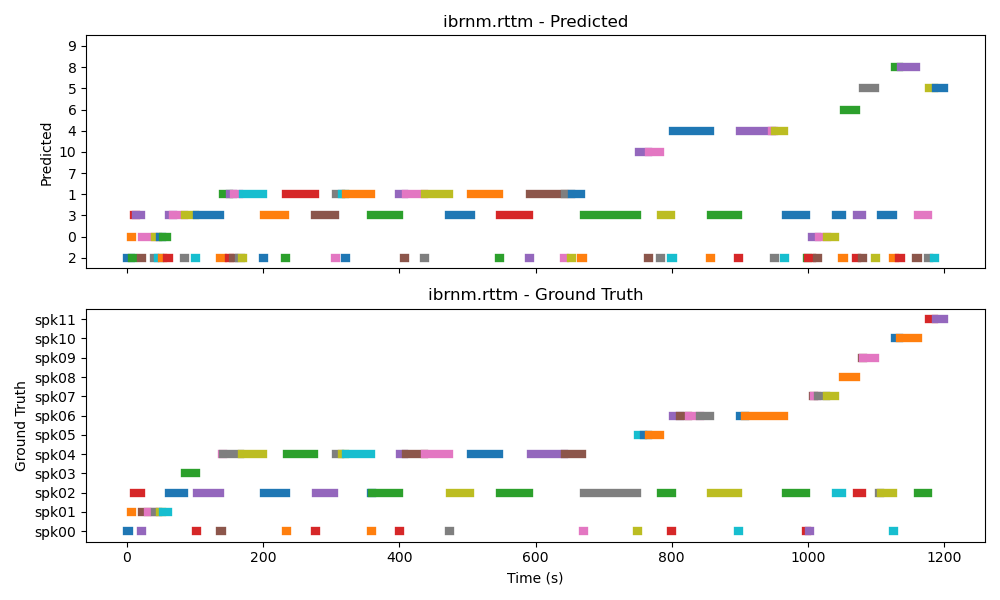 ibrnm.rttm - Predicted
9
8
5
6
4
10
7
1
3
0
2
Predicted
ibrnm.rttm - Ground Truth
spk11
spk10
spk09
spk08
spk07
spk06
spk05
spk04
spk03
spk02
spk01
spk00
Ground Truth
0 200 400 600 800 1000 1200
Time (s)